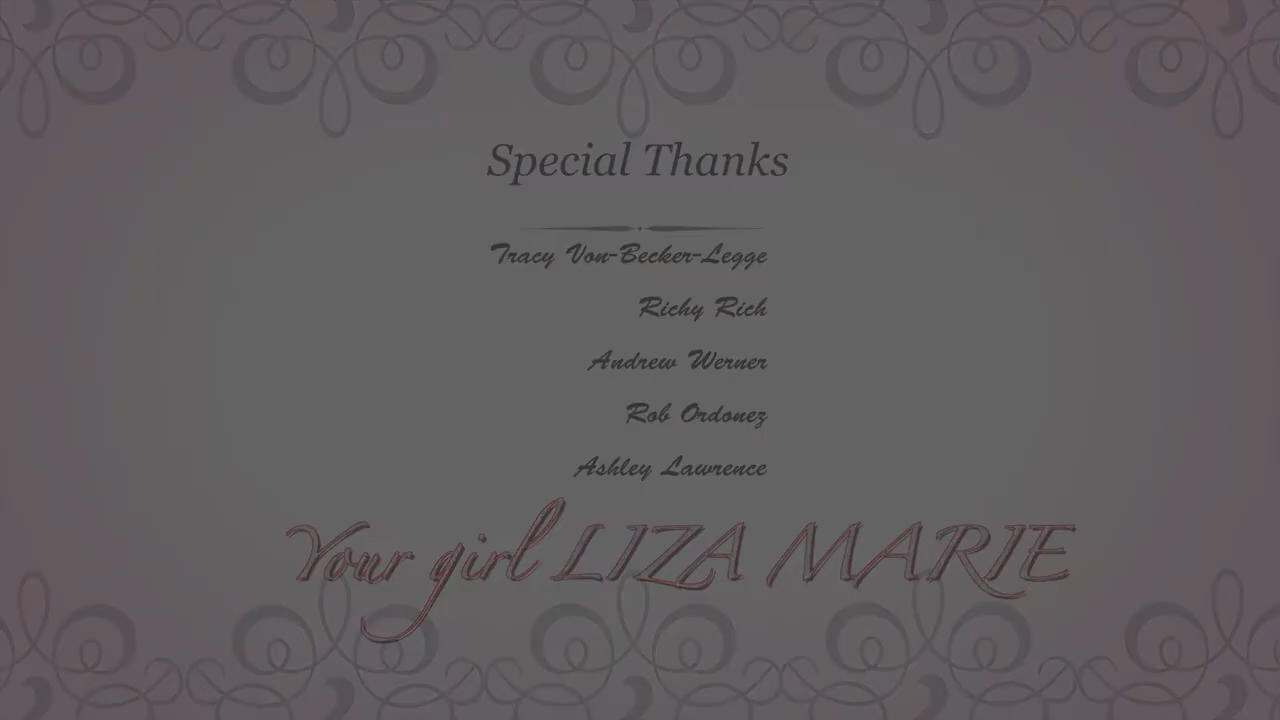 Special Thanks
Tracy Von-Becker-Legge
Richy Rich
Andrew Werner
Rob Ordonez
Ashley Lawrence
Your girl LIZA MARIE